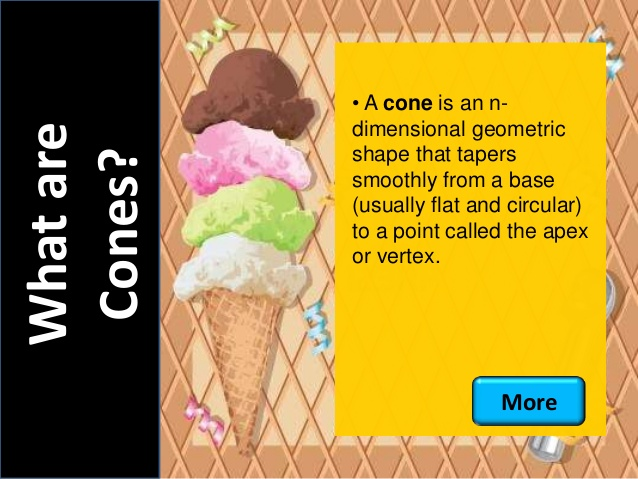 What are
Cones?
• A cone is an n-
dimensional geometric
shape that tapers
smoothly from a base
(usually flat and circular)
to a point called the apex
or vertex.
More